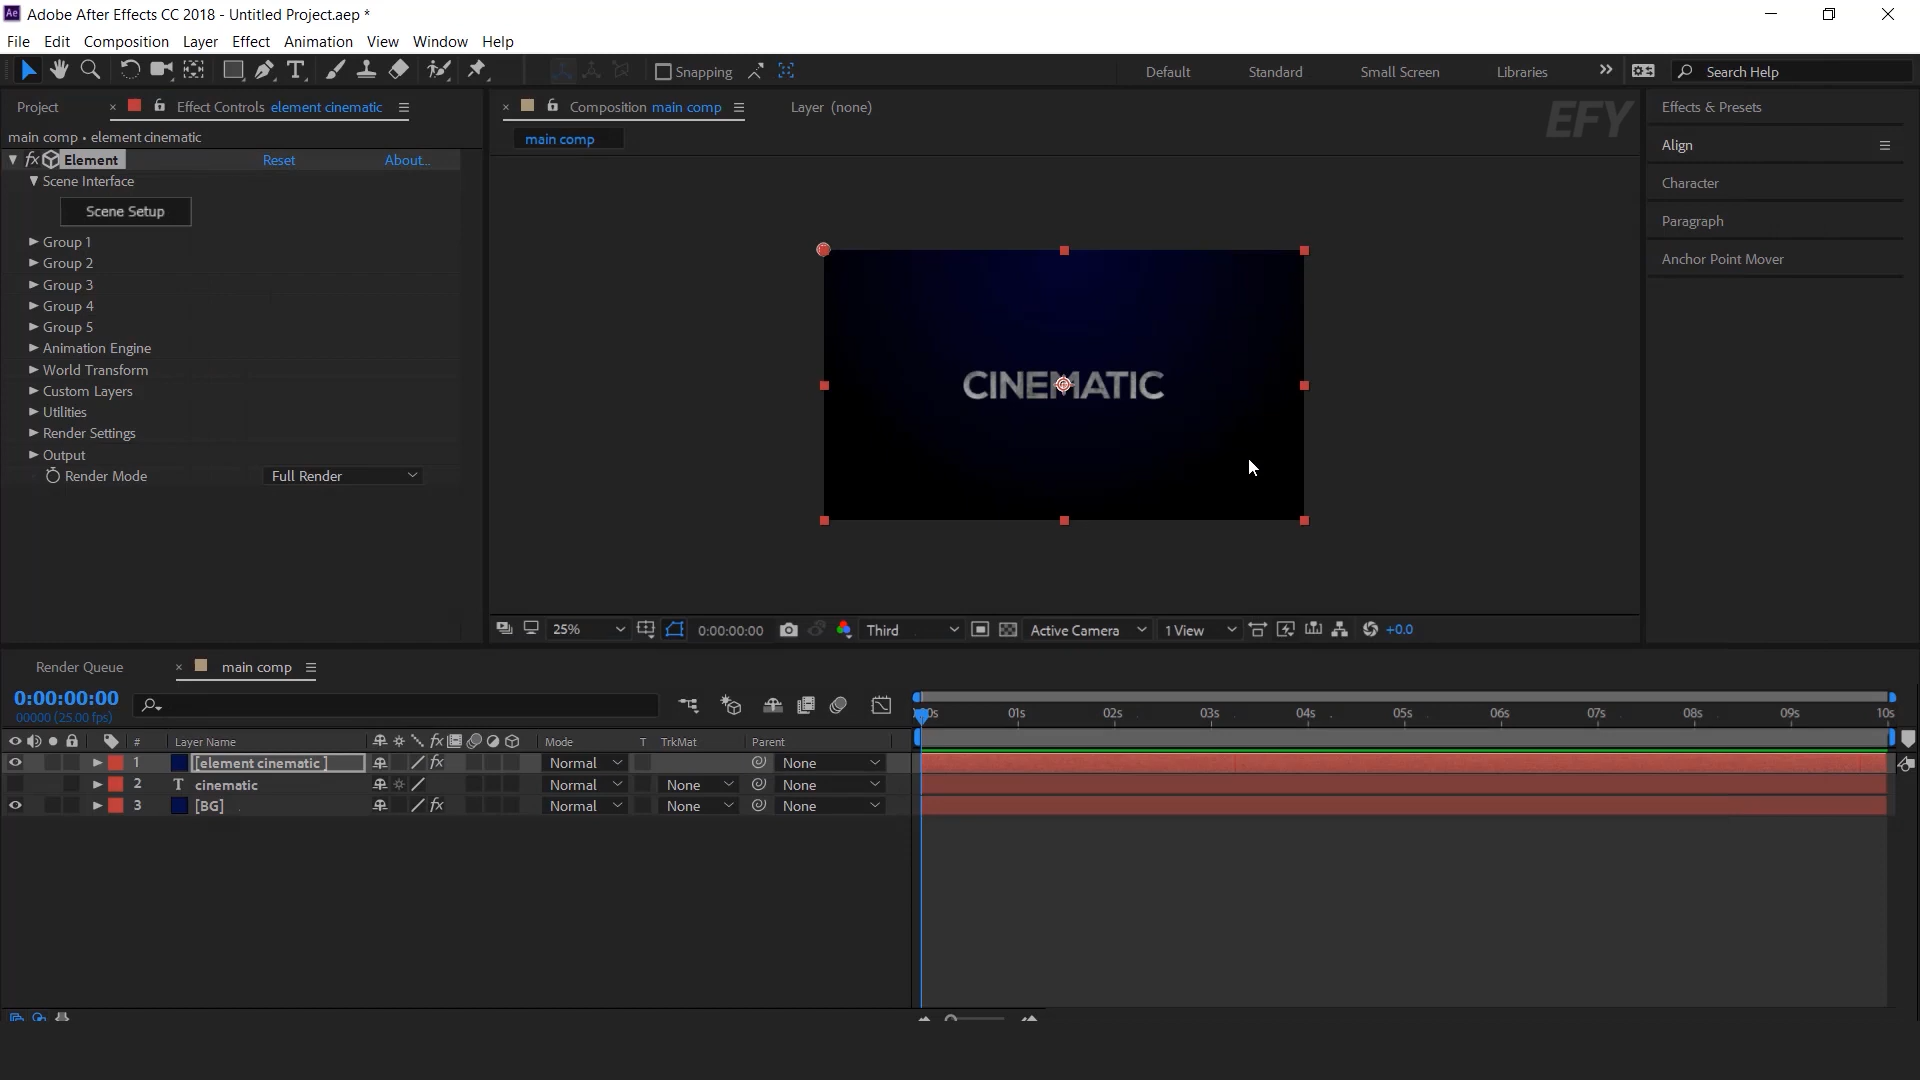 Ae Adobe After Effects CC 2018 - Untitled Project.aep *
File Edit Composition Layer Effect Animation View Window Help
Snapping Default Standard Small Screen Libraries Search Help
Project Effect Controls element cinematic Composition main comp Layer (none) EFY Effects & Presets
main comp • element cinematic main comp Align
fx Element Reset About...
Scene Interface Character
Scene Setup Paragraph
Group 1
Group 2 Anchor Point Mover
Group 3
Group 4
Group 5
Animation Engine
World Transform
Custom Layers CINEMATIC
Utilities
Render Settings
Output
Render Mode Full Render
25% 0:00:00:00 Third Active Camera 1 View +0.0
Render Queue main comp
0:00:00:00
00000 (25.00 fps) 00s 01s 02s 03s 04s 05s 06s 07s 08s 09s 10s
# Layer Name fx Mode T TrkMat Parent
1 [element cinematic ] fx Normal None
2 T cinematic Normal None None
3 [BG] fx Normal None None